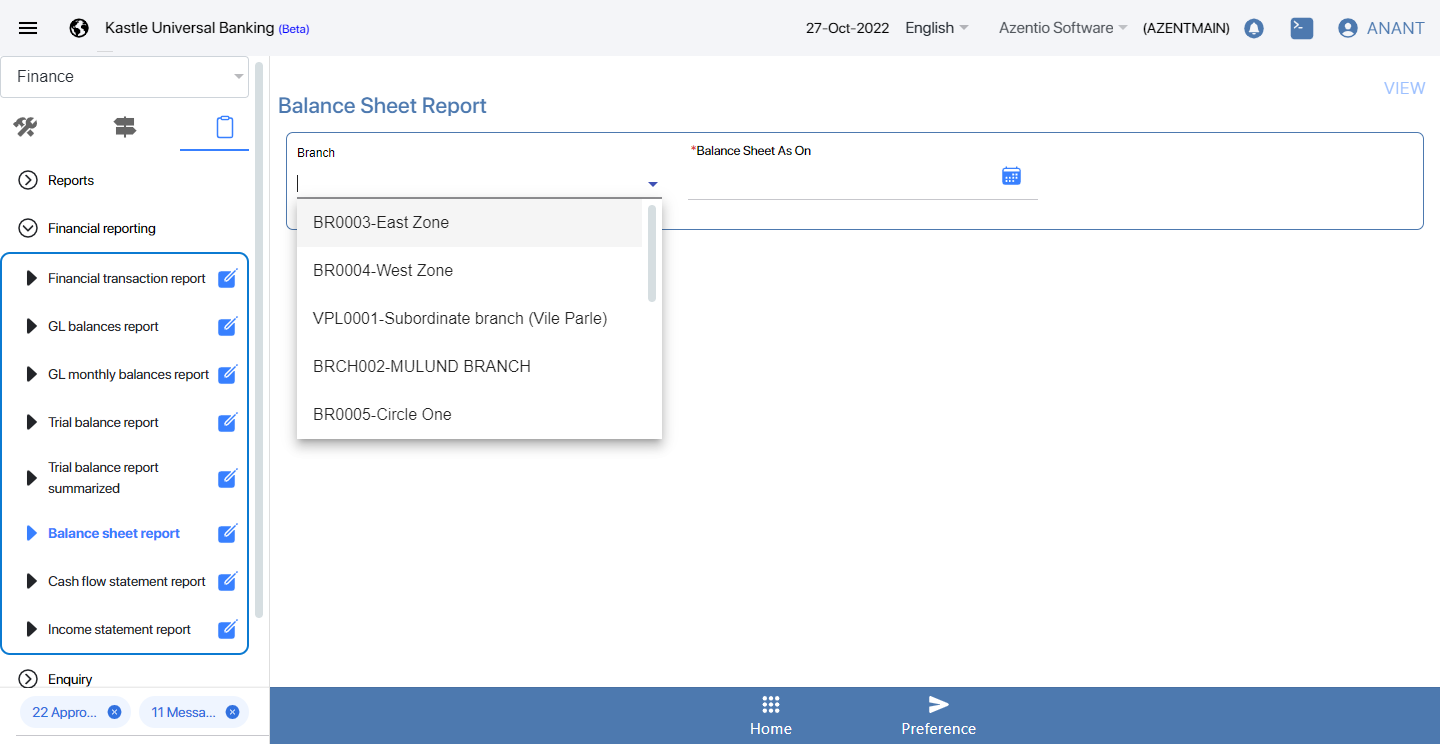 Kastle Universal Banking (Beta)
27-Oct-2022
English
Azentio Software
(AZENTMAIN)
ANANT
Finance
Reports
Financial reporting
Financial transaction report
GL balances report
GL monthly balances report
Trial balance report
Trial balance report
summarized
Balance sheet report
Cash flow statement report
Income statement report
Enquiry
22 Appro...
11 Messa...
VIEW
Balance Sheet Report
Branch
*Balance Sheet As On
BR0003-East Zone
BR0004-West Zone
VPL0001-Subordinate branch (Vile Parle)
BRCH002-MULUND BRANCH
BR0005-Circle One
Home
Preference